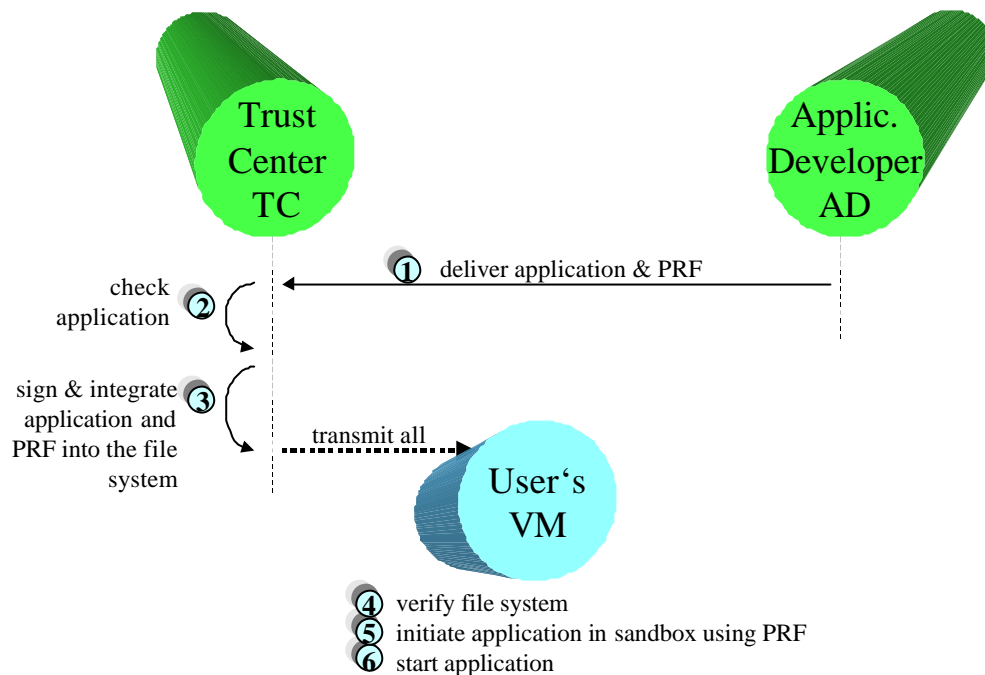 Trust
Center
TC
Applic.
Developer
AD
1 deliver application & PRF
check
application
2
sign & integrate
application and
PRF into the file
system
3
transmit all
User‘s
VM
4 verify file system
5 initiate application in sandbox using PRF
6 start application